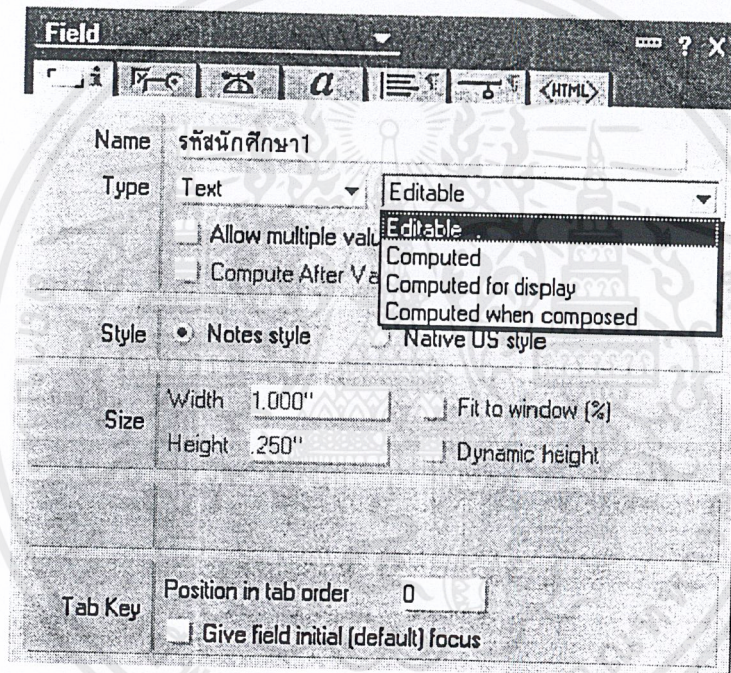 Field
? X
i a <HTML>
Name รหัสนักศึกษา1
Type Text Editable
Editable
Allow multiple valu
Computed
Compute After Va
Computed for display
Computed when composed
Style Notes style Native OS style
Size Width 1.000" Fit to window (%)
Height .250" Dynamic height
Tab Key Position in tab order 0
Give field initial (default) focus